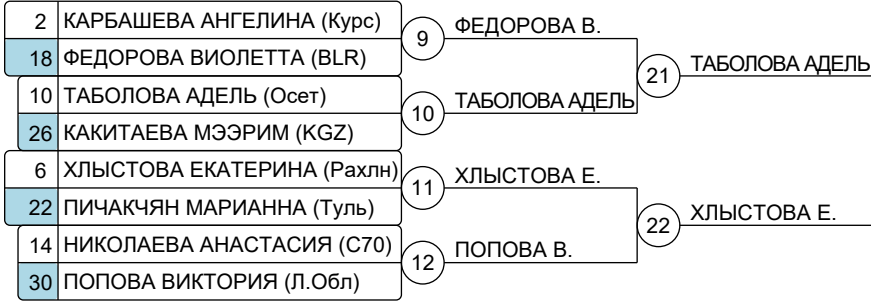 2 КАРБАШЕВА АНГЕЛИНА (Курс)
18 ФЕДОРОВА ВИОЛЕТТА (BLR)
10 ТАБОЛОВА АДЕЛЬ (Осет)
26 КАКИТАЕВА МЭЭРИМ (KGZ)
6 ХЛЫСТОВА ЕКАТЕРИНА (Рахлн)
22 ПИЧАКЧЯН МАРИАННА (Туль)
14 НИКОЛАЕВА АНАСТАСИЯ (С70)
30 ПОПОВА ВИКТОРИЯ (Л.Обл)
9 ФЕДОРОВА В.
10 ТАБОЛОВА АДЕЛЬ
11 ХЛЫСТОВА Е.
12 ПОПОВА В.
21 ТАБОЛОВА АДЕЛЬ
22 ХЛЫСТОВА Е.